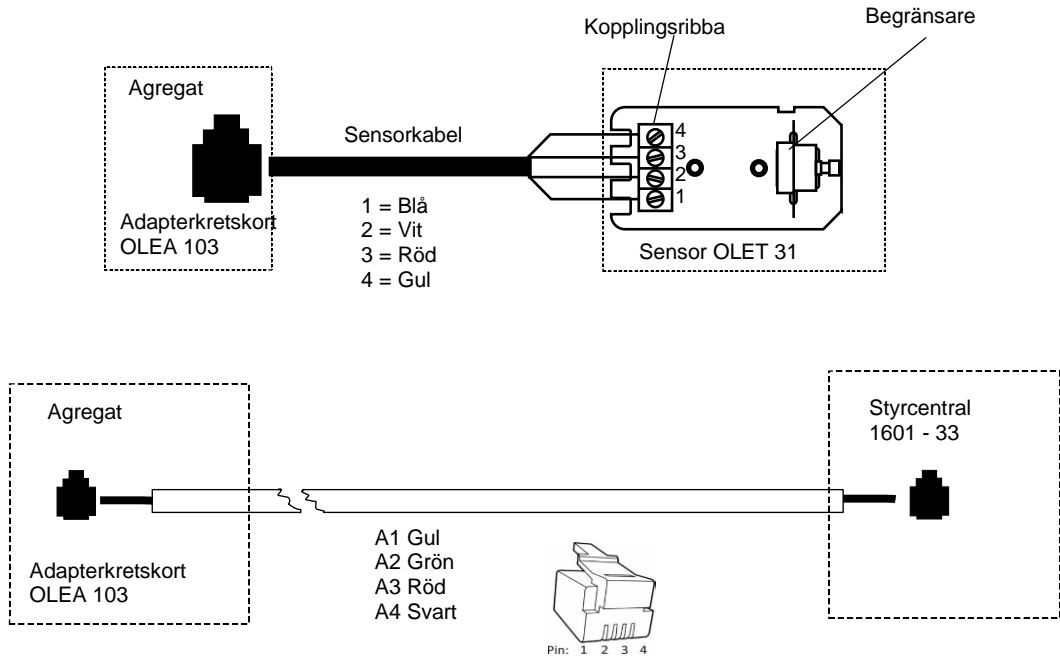 Kopplingsribba
Begränsare
Agregat
Sensorkabel
4
3
2
1
Adapterkretskort
OLEA 103
1 = Blå
2 = Vit
3 = Röd
4 = Gul
Sensor OLET 31
Agregat
Styrcentral
1601 - 33
Adapterkretskort
OLEA 103
A1 Gul
A2 Grön
A3 Röd
A4 Svart
Pin: 1 2 3 4